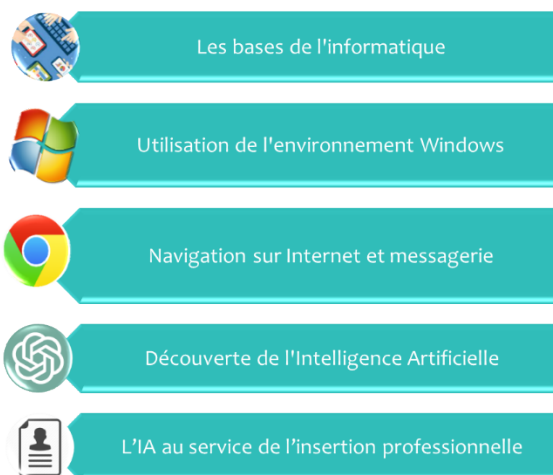 Les bases de l'informatique
Utilisation de l'environnement Windows
Navigation sur Internet et messagerie
Découverte de l'Intelligence Artificielle
L’IA au service de l’insertion professionnelle